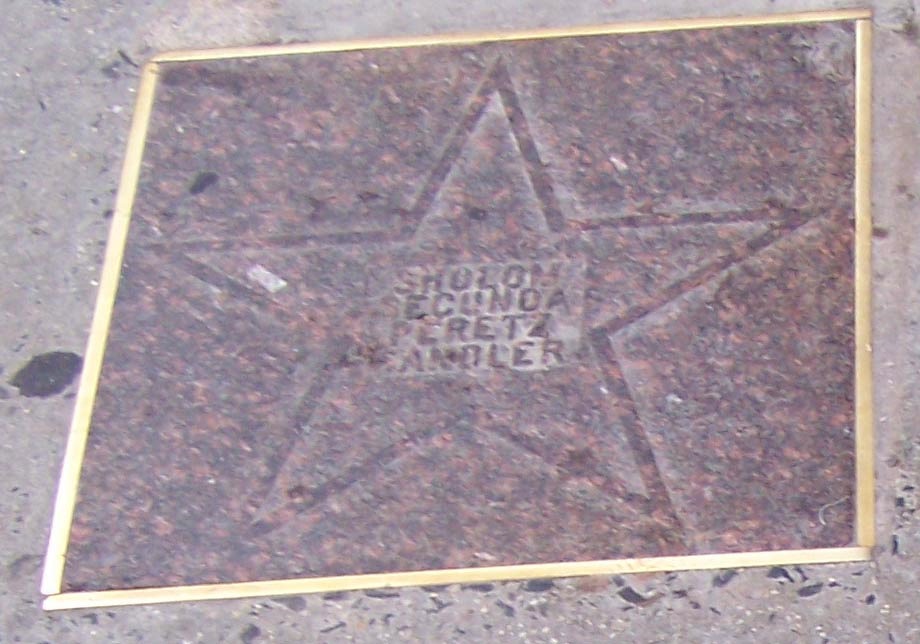 SHOLOM
SECUNDA
PERETZ
SANDLER